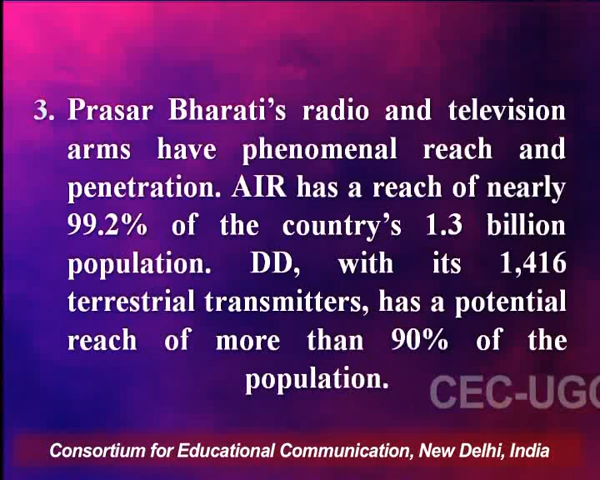 3. Prasar Bharati's radio and television
arms have phenomenal reach and
penetration. AIR has a reach of nearly
99.2% of the country's 1.3 billion
population. DD, with its 1,416
terrestrial transmitters, has a potential
reach of more than 90% of the
population.
CEC-UGC
Consortium for Educational Communication, New Delhi, India